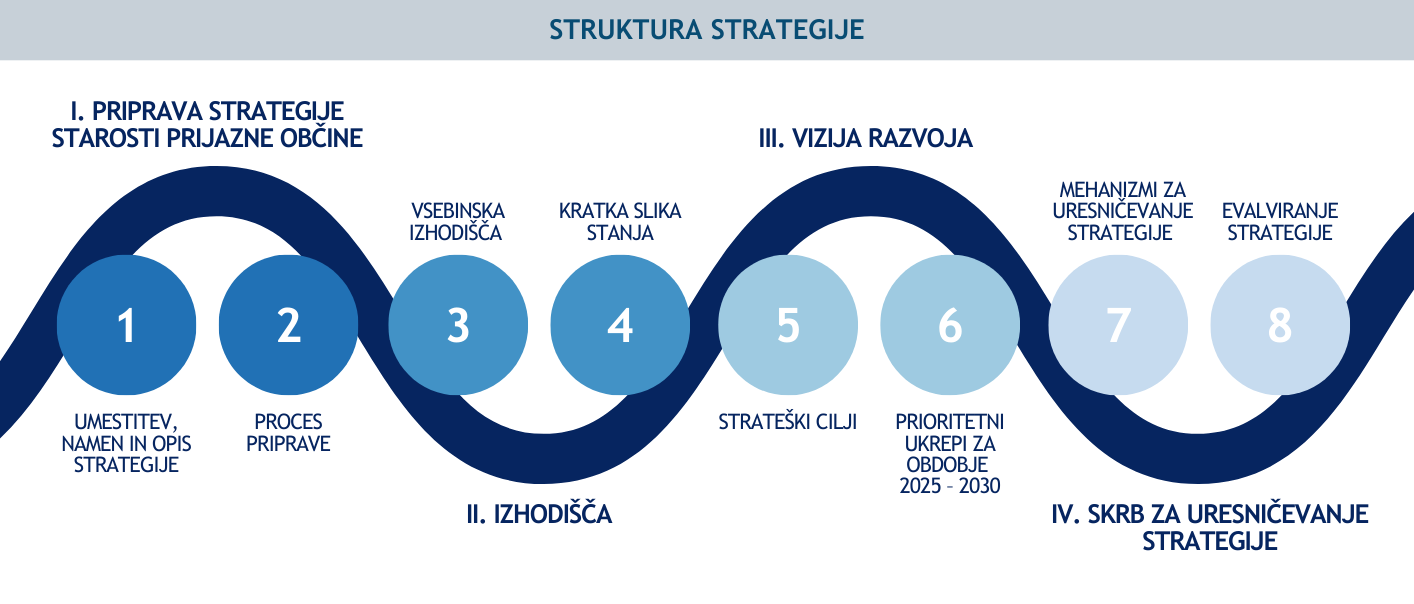 STRUKTURA STRATEGIJE
I. PRIPRAVA STRATEGIJE
STAROSTI PRIJAZNE OBČINE
1
UMESTITEV,
NAMEN IN OPIS
STRATEGIJE
2
PROCES
PRIPRAVE
VSEBINSKA
IZHODIŠČA
3
KRATKA SLIKA
STANJA
4
II. IZHODIŠČA
III. VIZIJA RAZVOJA
5
STRATEŠKI CILJI
6
PRIORITETNI
UKREPI ZA
OBDOBJE
2025 - 2030
MEHANIZMI ZA
URESNIČEVANJE
STRATEGIJE
7
EVALVIRANJE
STRATEGIJE
8
IV. SKRB ZA URESNIČEVANJE
STRATEGIJE